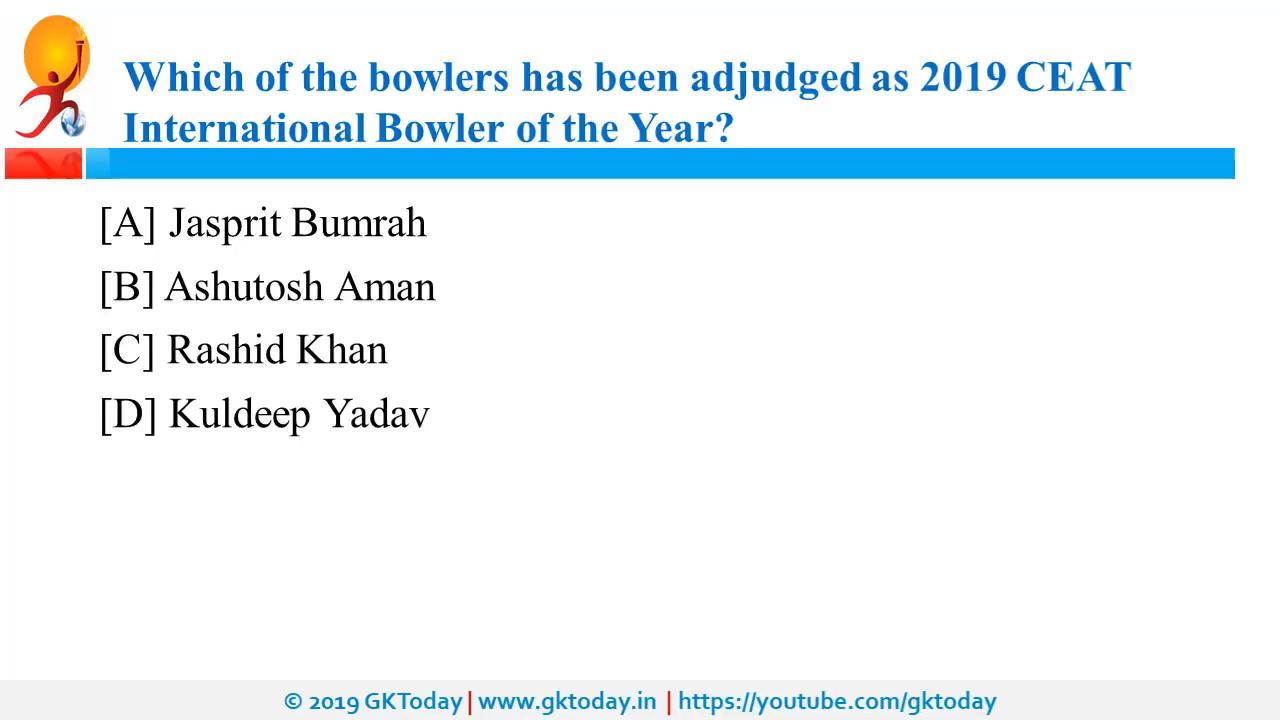 Which of the bowlers has been adjudged as 2019 CEAT
International Bowler of the Year?
[A] Jasprit Bumrah
[B] Ashutosh Aman
[C] Rashid Khan
[D] Kuldeep Yadav
© 2019 GKToday | www.gktoday.in | https://youtube.com/gktoday